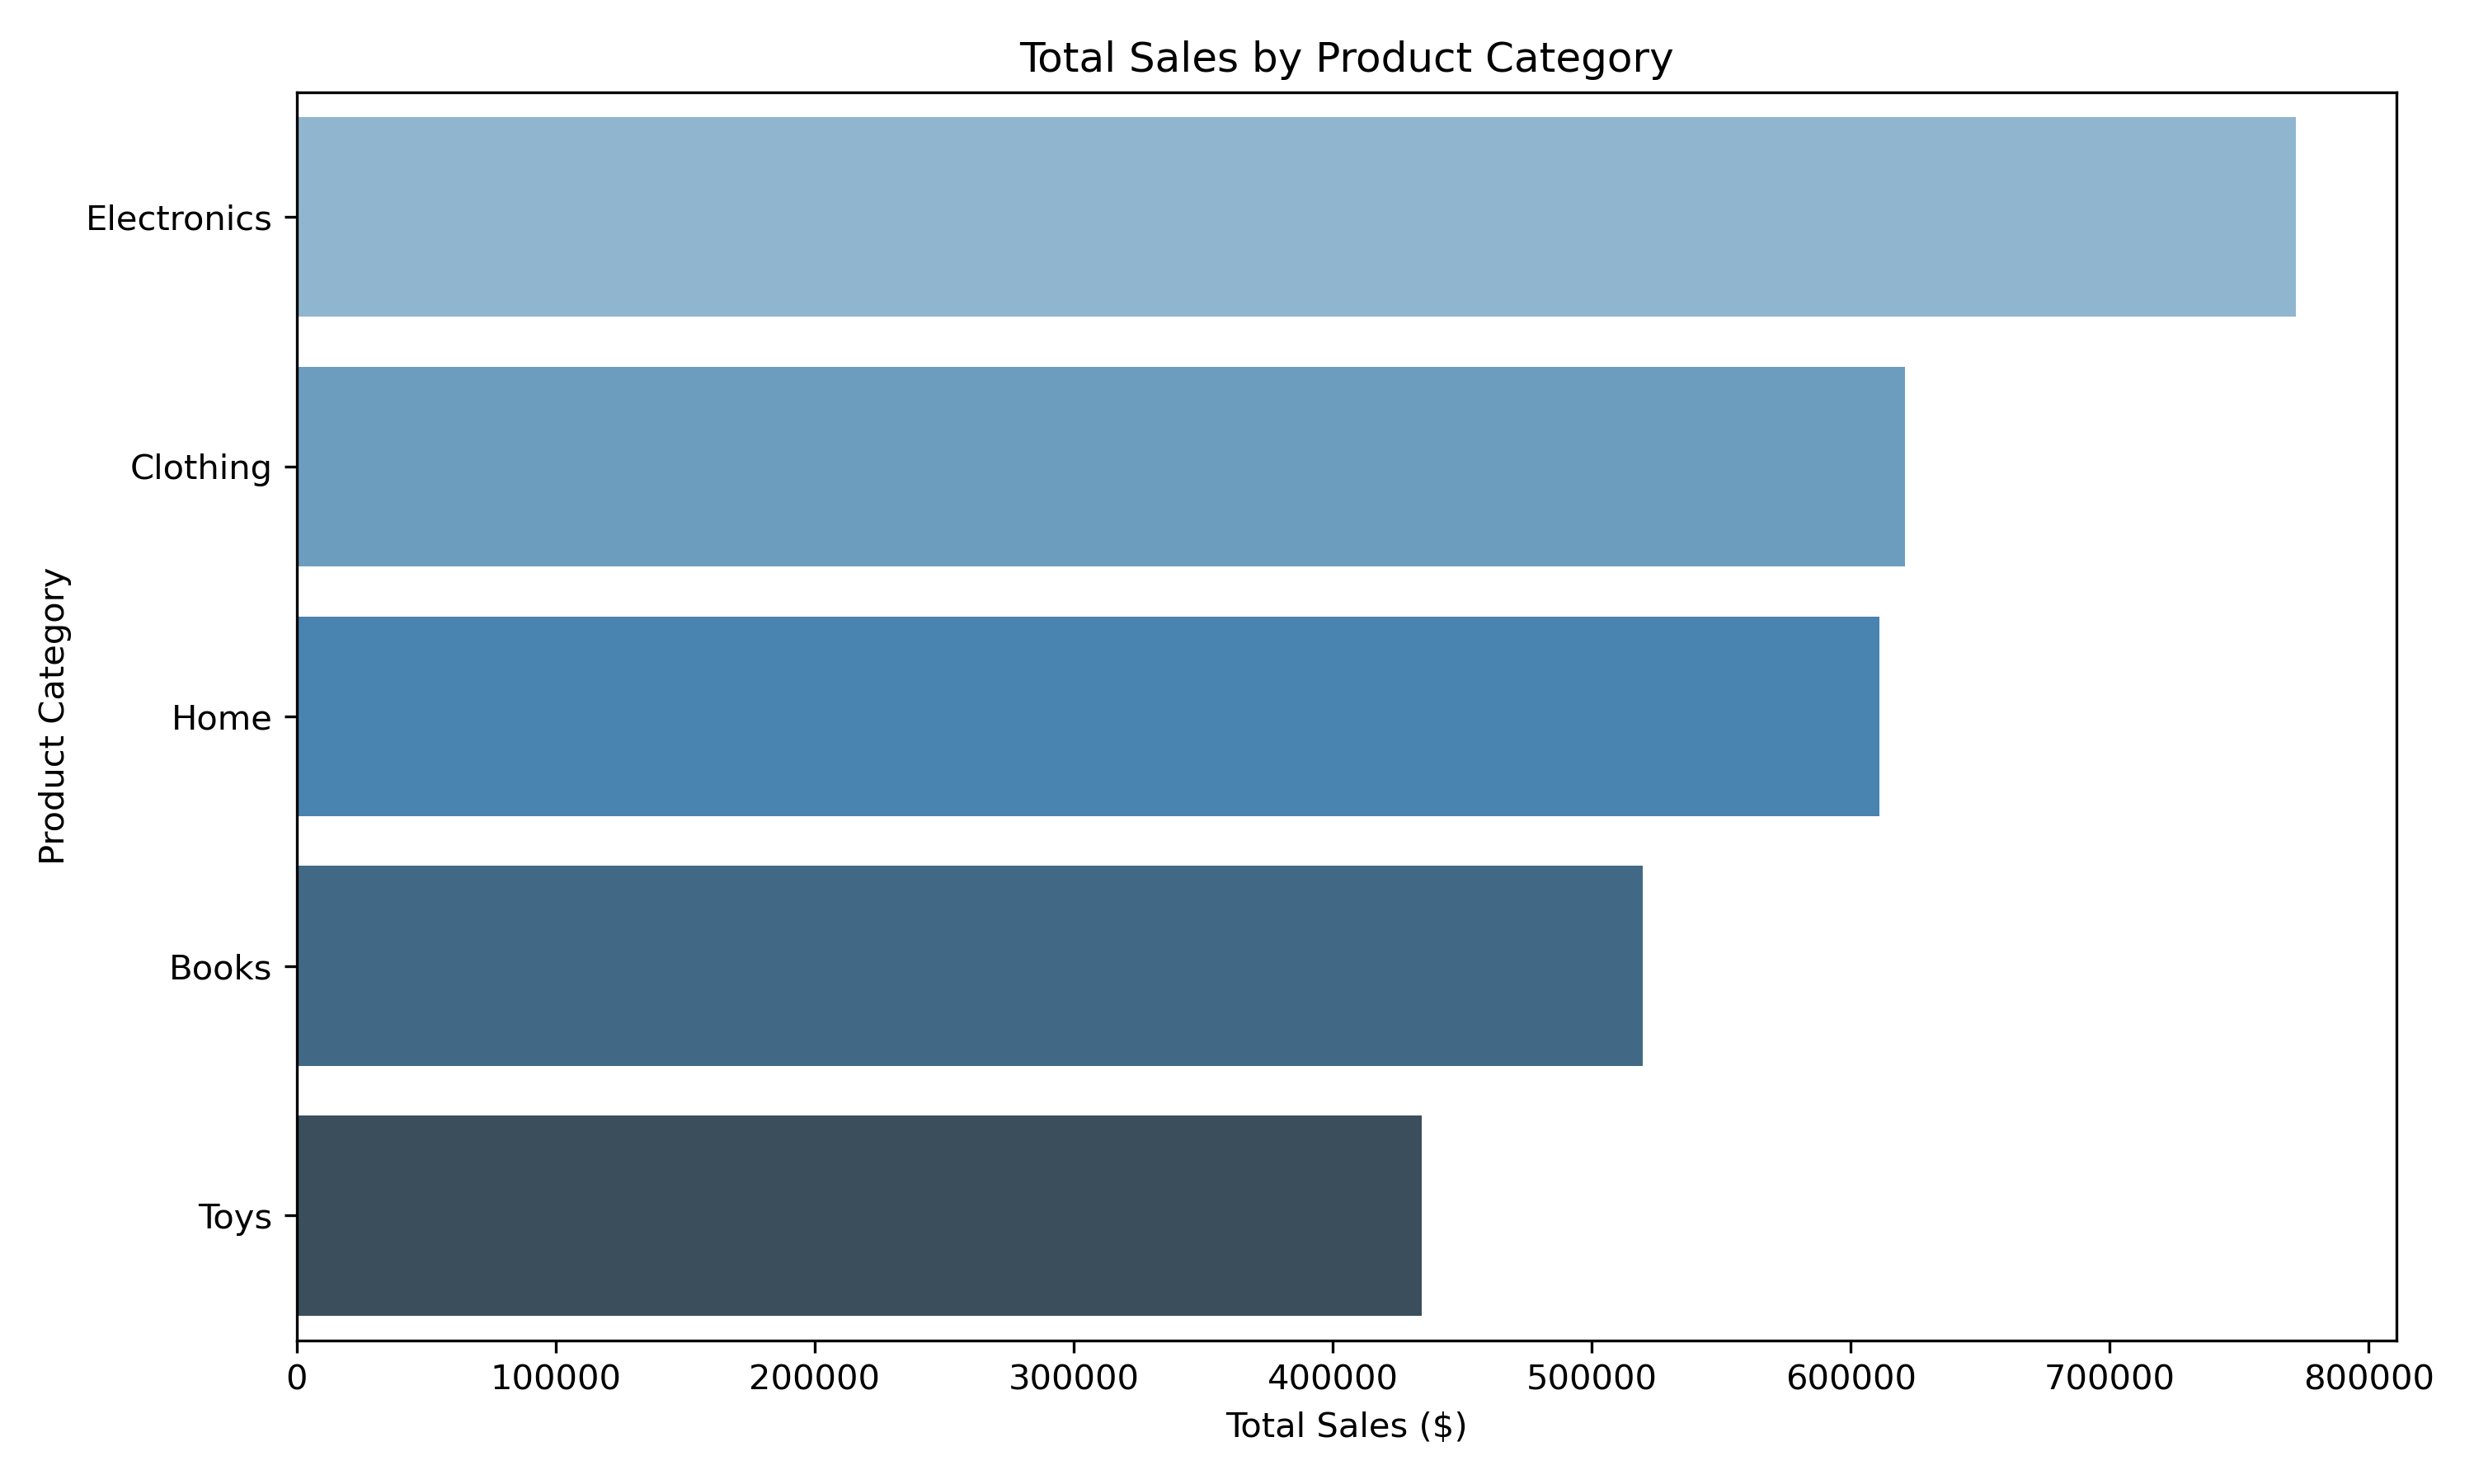 Total Sales by Product Category
Product Category
Electronics
Clothing
Home
Books
Toys
0 100000 200000 300000 400000 500000 600000 700000 800000
Total Sales ($)